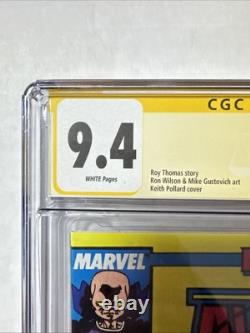 CGC
9.4
WHITE Pages
Roy Thomas story
Ron Wilson & Mike Gustovich art
Keith Pollard cover
MARVEL